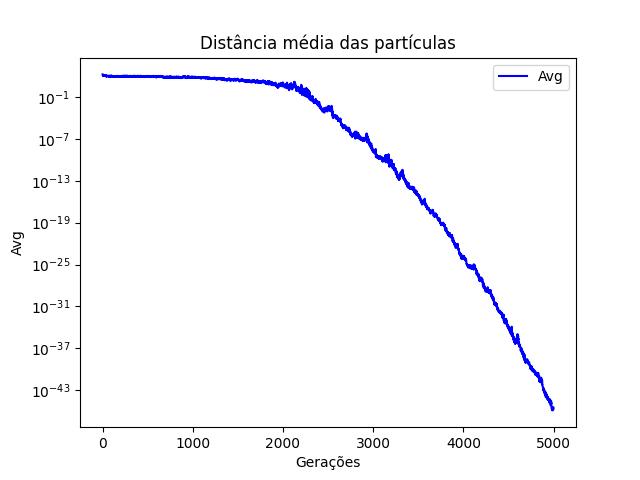 Distância média das partículas
Avg
10⁻¹
10⁻⁷
10⁻¹³
10⁻¹⁹
10⁻²⁵
10⁻³¹
10⁻³⁷
10⁻⁴³
Avg
0 1000 2000 3000 4000 5000
Gerações